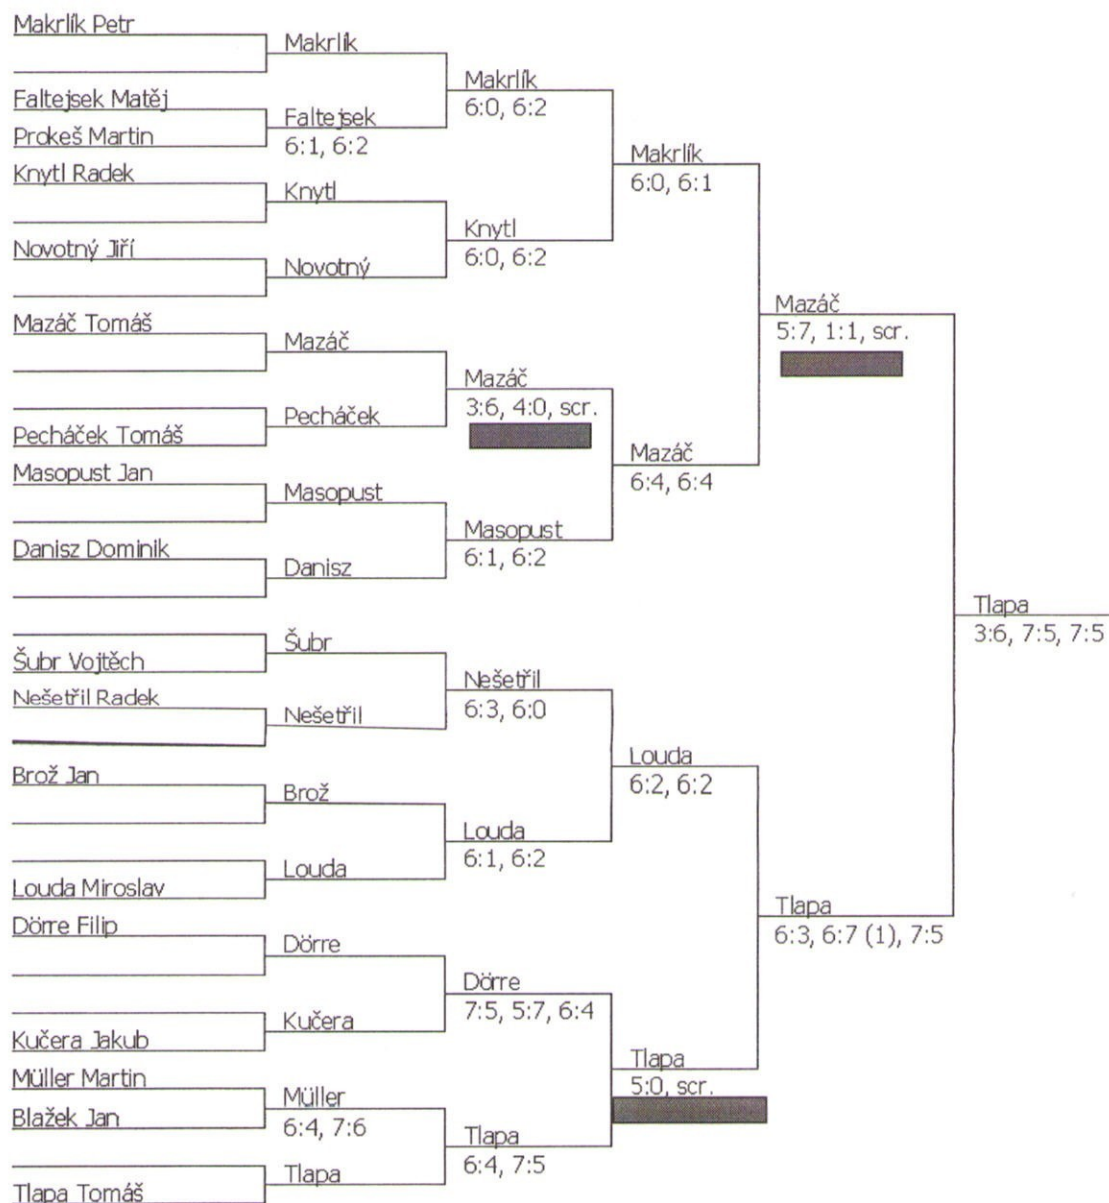 Makrlík Petr
Faltejsek Matěj
Prokeš Martin
Knytl Radek
Novotný Jiří
Mazáč Tomáš
Pecháček Tomáš
Masopust Jan
Danisz Dominik
Šubr Vojtěch
Nešetřil Radek
Brož Jan
Louda Miroslav
Dörre Filip
Kučera Jakub
Müller Martin
Blažek Jan
Tlapa Tomáš
Makrlík
Faltejsek
6:1, 6:2
Knytl
Novotný
Mazáč
Pecháček
Masopust
Danisz
Šubr
Nešetřil
Brož
Louda
Dörre
Kučera
Müller
6:4, 7:6
Tlapa
Makrlík
6:0, 6:2
Knytl
6:0, 6:2
Mazáč
3:6, 4:0, scr.
Masopust
6:1, 6:2
Nešetřil
6:3, 6:0
Louda
6:1, 6:2
Dörre
7:5, 5:7, 6:4
Tlapa
6:4, 7:5
Makrlík
6:0, 6:1
Mazáč
6:4, 6:4
Louda
6:2, 6:2
Tlapa
5:0, scr.
Mazáč
5:7, 1:1, scr.
Tlapa
6:3, 6:7 (1), 7:5
Tlapa
3:6, 7:5, 7:5